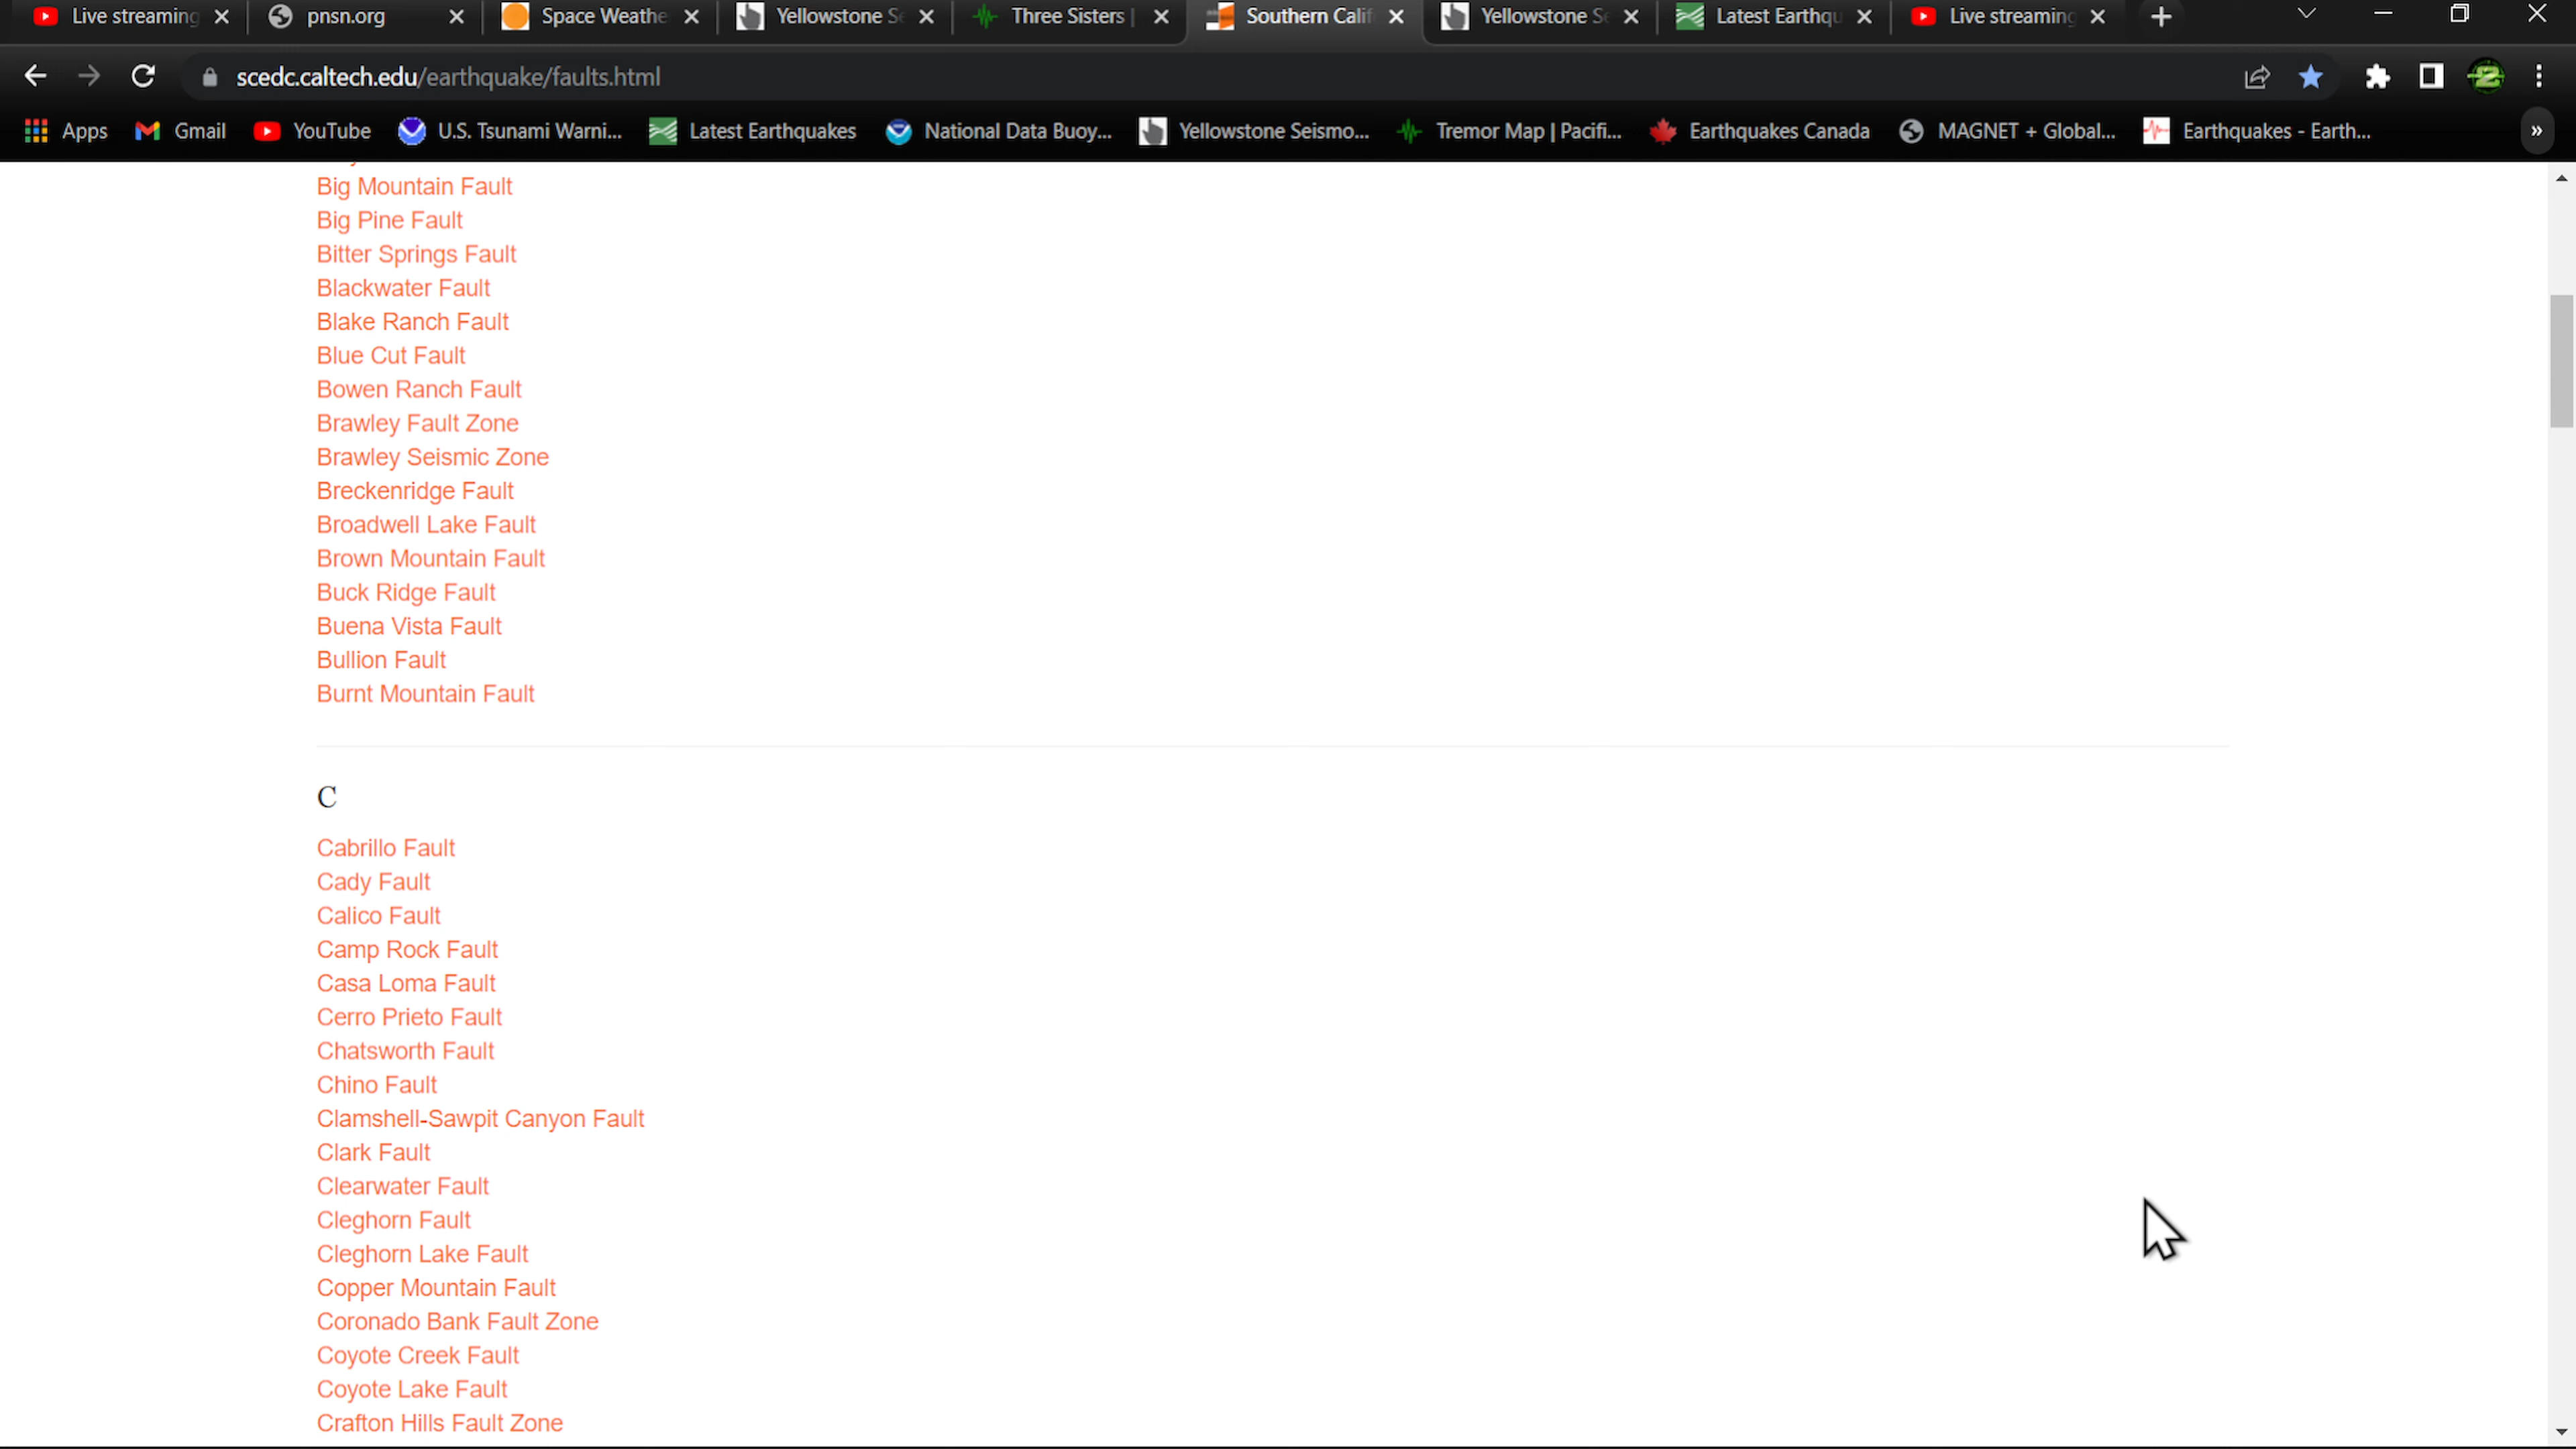 Live streaming
pnsn.org
Space Weathe
Yellowstone Se
Three Sisters |
Southern Calif
Yellowstone Se
Latest Earthqu
Live streaming
scedc.caltech.edu/earthquake/faults.html
Apps
Gmail
YouTube
U.S. Tsunami Warni...
Latest Earthquakes
National Data Buoy...
Yellowstone Seismo...
Tremor Map | Pacifi...
Earthquakes Canada
MAGNET + Global...
Earthquakes - Earth...
»
Big Mountain Fault
Big Pine Fault
Bitter Springs Fault
Blackwater Fault
Blake Ranch Fault
Blue Cut Fault
Bowen Ranch Fault
Brawley Fault Zone
Brawley Seismic Zone
Breckenridge Fault
Broadwell Lake Fault
Brown Mountain Fault
Buck Ridge Fault
Buena Vista Fault
Bullion Fault
Burnt Mountain Fault
C
Cabrillo Fault
Cady Fault
Calico Fault
Camp Rock Fault
Casa Loma Fault
Cerro Prieto Fault
Chatsworth Fault
Chino Fault
Clamshell-Sawpit Canyon Fault
Clark Fault
Clearwater Fault
Cleghorn Fault
Cleghorn Lake Fault
Copper Mountain Fault
Coronado Bank Fault Zone
Coyote Creek Fault
Coyote Lake Fault
Crafton Hills Fault Zone